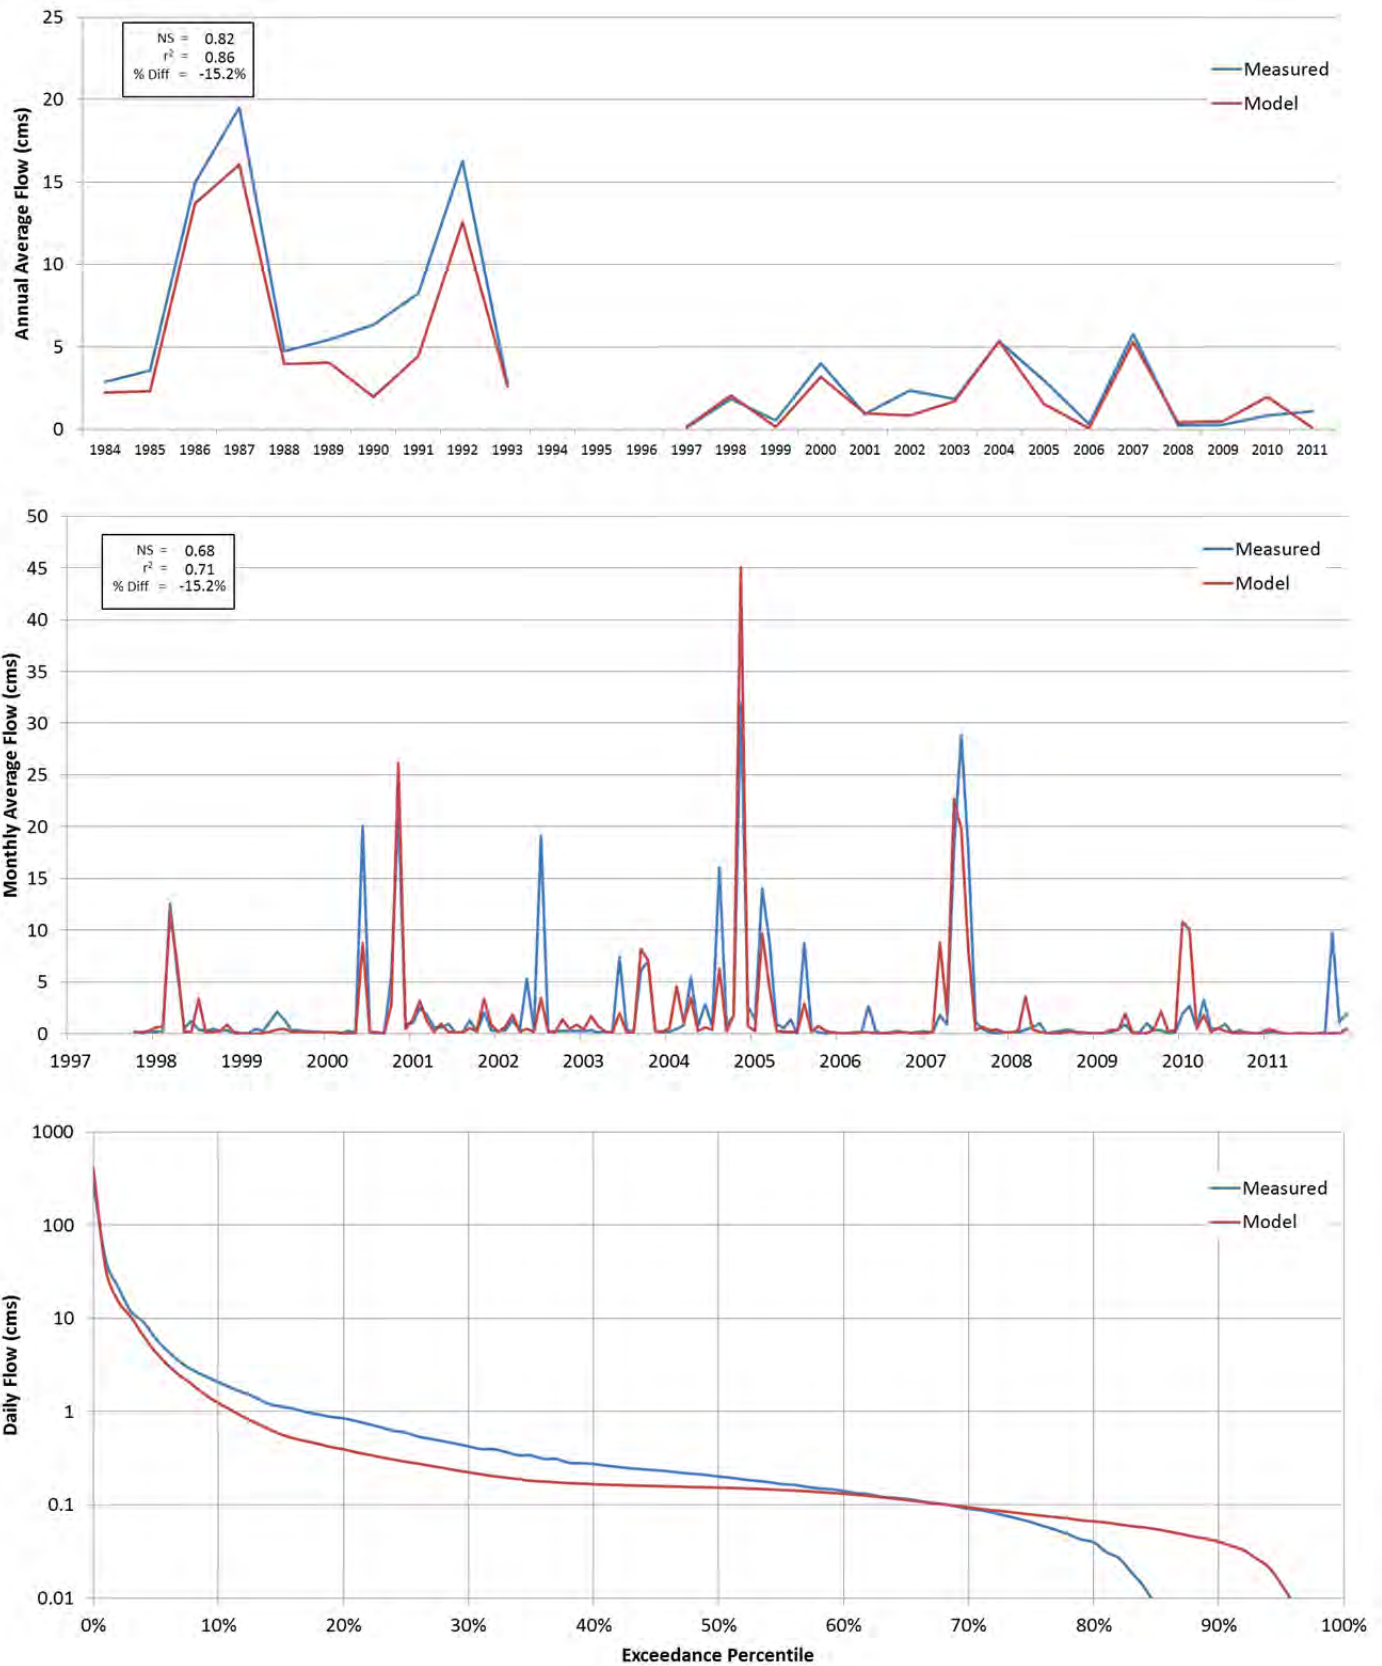 25
20
15
10
5
0
Annual Average Flow (cms)
NS = 0.82
r² = 0.86
% Diff = -15.2%
Measured
Model
1984 1985 1986 1987 1988 1989 1990 1991 1992 1993 1994 1995 1996 1997 1998 1999 2000 2001 2002 2003 2004 2005 2006 2007 2008 2009 2010 2011
50
45
40
35
30
25
20
15
10
5
0
Monthly Average Flow (cms)
NS = 0.68
r² = 0.71
% Diff = -15.2%
Measured
Model
1997 1998 1999 2000 2001 2002 2003 2004 2005 2006 2007 2008 2009 2010 2011
1000
100
10
1
0.1
0.01
Daily Flow (cms)
Measured
Model
0% 10% 20% 30% 40% 50% 60% 70% 80% 90% 100%
Exceedance Percentile